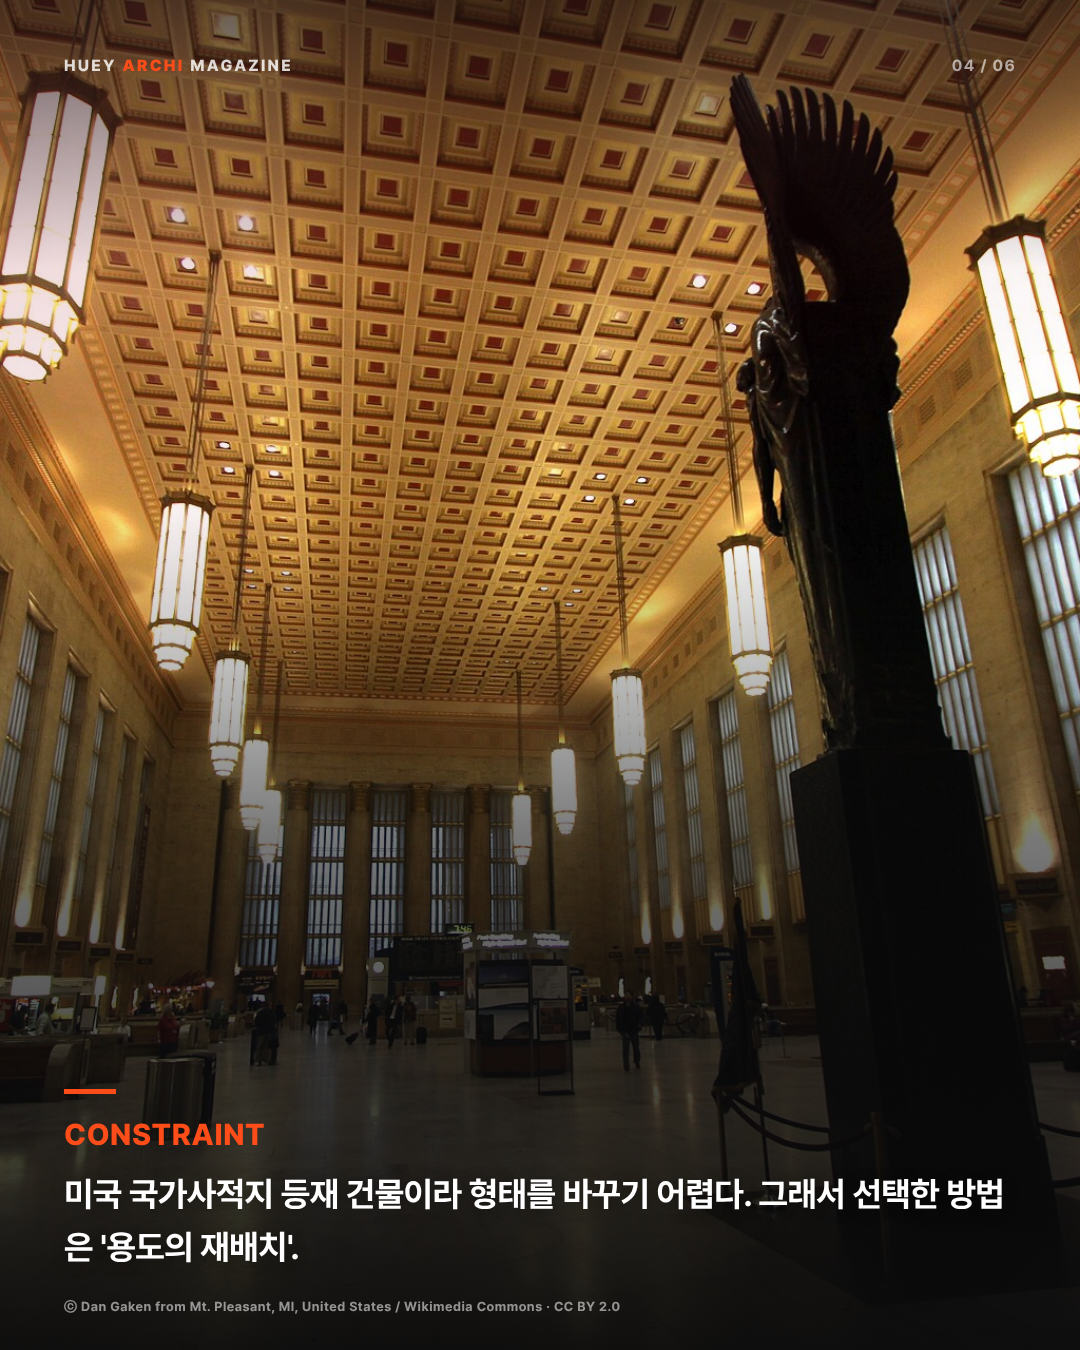 HUEY ARCHI MAGAZINE
04 / 06
7:45
CONSTRAINT
미국 국가사적지 등재 건물이라 형태를 바꾸기 어렵다. 그래서 선택한 방법
은 '용도의 재배치'.
© Dan Gaken from Mt. Pleasant, MI, United States / Wikimedia Commons · CC BY 2.0